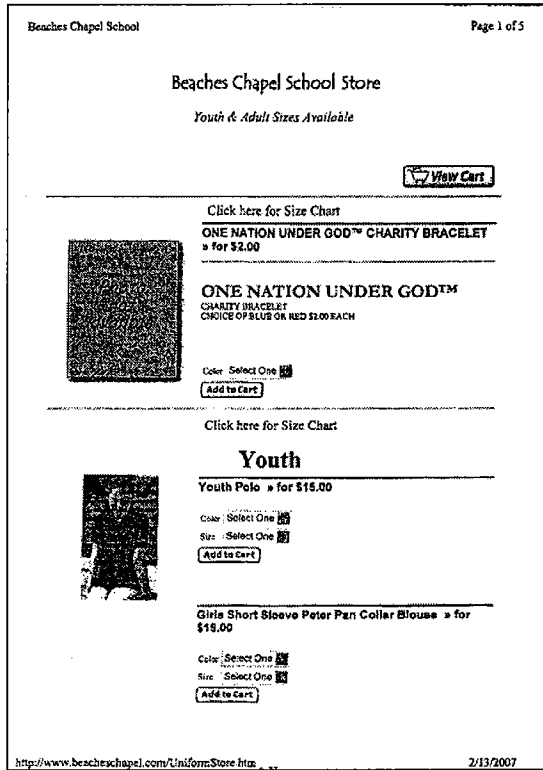 Beaches Chapel School Page 1 of 5
Beaches Chapel School Store
Youth & Adult Sizes Available
View Cart
Click here for Size Chart
ONE NATION UNDER GOD™ CHARITY BRACELET
» for $2.00
ONE NATION UNDER GOD™
CHARITY BRACELET
CHOICE OF BLUE OR RED $2.00 EACH
Color Select One
Add to Cart
Click here for Size Chart
Youth
Youth Polo » for $15.00
Color Select One
Size Select One
Add to Cart
Girls Short Sleeve Peter Pan Collar Blouse » for
$15.00
Color Select One
Size Select One
Add to Cart
http://www.beacheschapel.com/UniformStore.htm 2/13/2007